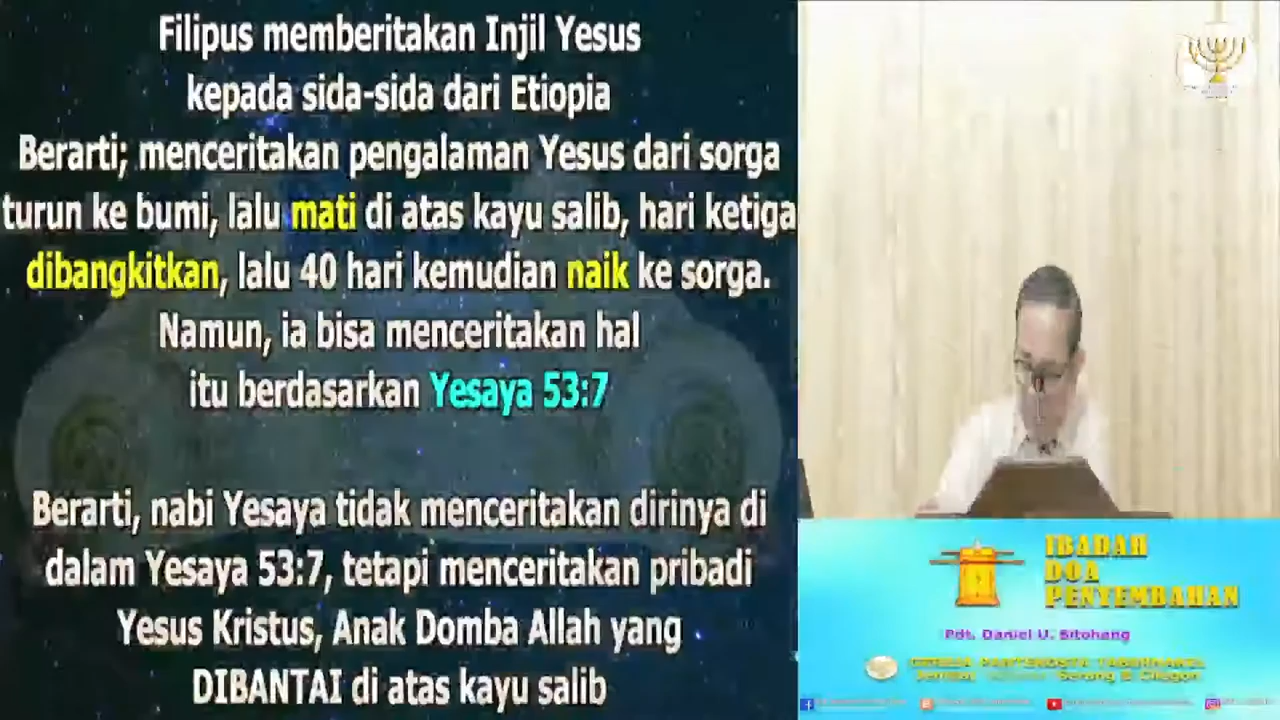 Filipus memberitakan Injil Yesus
kepada sida-sida dari Etiopia
Berarti; menceritakan pengalaman Yesus dari sorga
turun ke bumi, lalu mati di atas kayu salib, hari ketiga
dibangkitkan, lalu 40 hari kemudian naik ke sorga.
Namun, ia bisa menceritakan hal
itu berdasarkan Yesaya 53:7
Berarti, nabi Yesaya tidak menceritakan dirinya di
dalam Yesaya 53:7, tetapi menceritakan pribadi
Yesus Kristus, Anak Domba Allah yang
DIBANTAI di atas kayu salib
IBADAH
DOA
PENYEMBAHAN
Pdt. Daniel U. Sitohang
GEREJA PANTEKOSTA TABERNAKEL
Serang & Cilegon